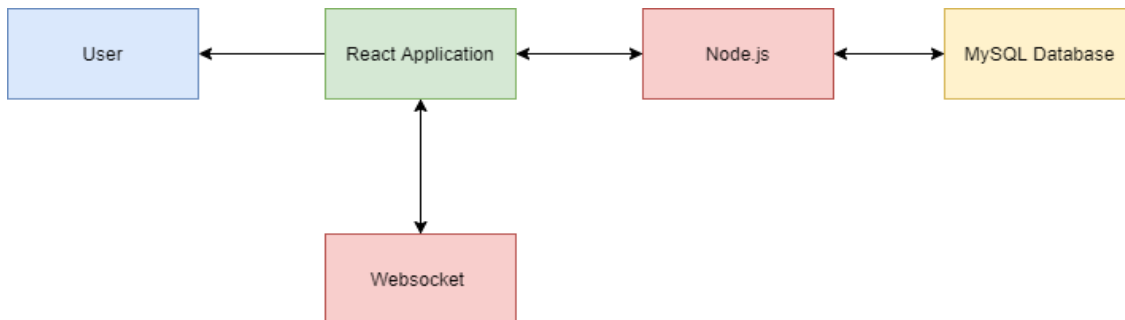 User
React Application
Node.js
MySQL Database
Websocket